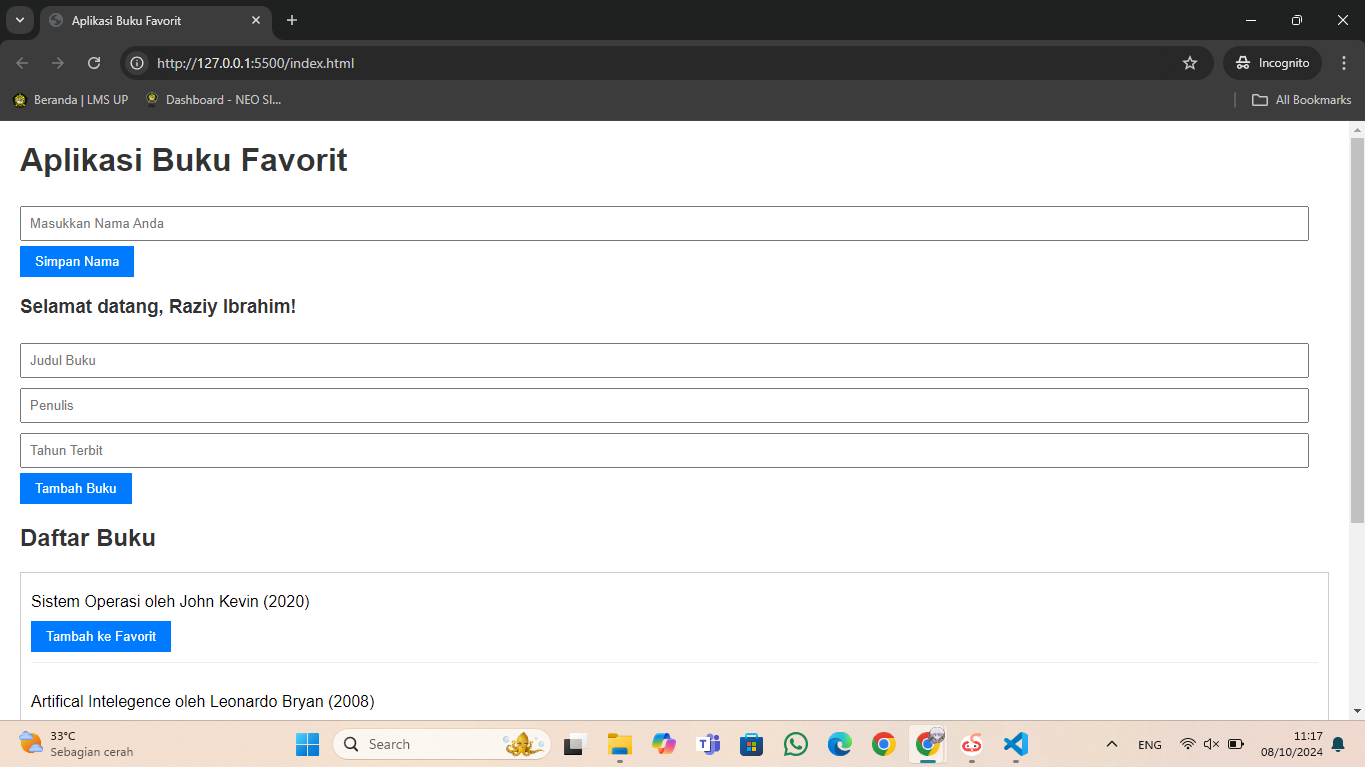 Aplikasi Buku Favorit
http://127.0.0.1:5500/index.html
Incognito
Beranda | LMS UP
Dashboard - NEO SI...
All Bookmarks
Aplikasi Buku Favorit
Masukkan Nama Anda
Simpan Nama
Selamat datang, Raziy Ibrahim!
Judul Buku
Penulis
Tahun Terbit
Tambah Buku
Daftar Buku
Sistem Operasi oleh John Kevin (2020)
Tambah ke Favorit
Artifical Intelegence oleh Leonardo Bryan (2008)
33°C
Sebagian cerah
Search
ENG
11:17
08/10/2024